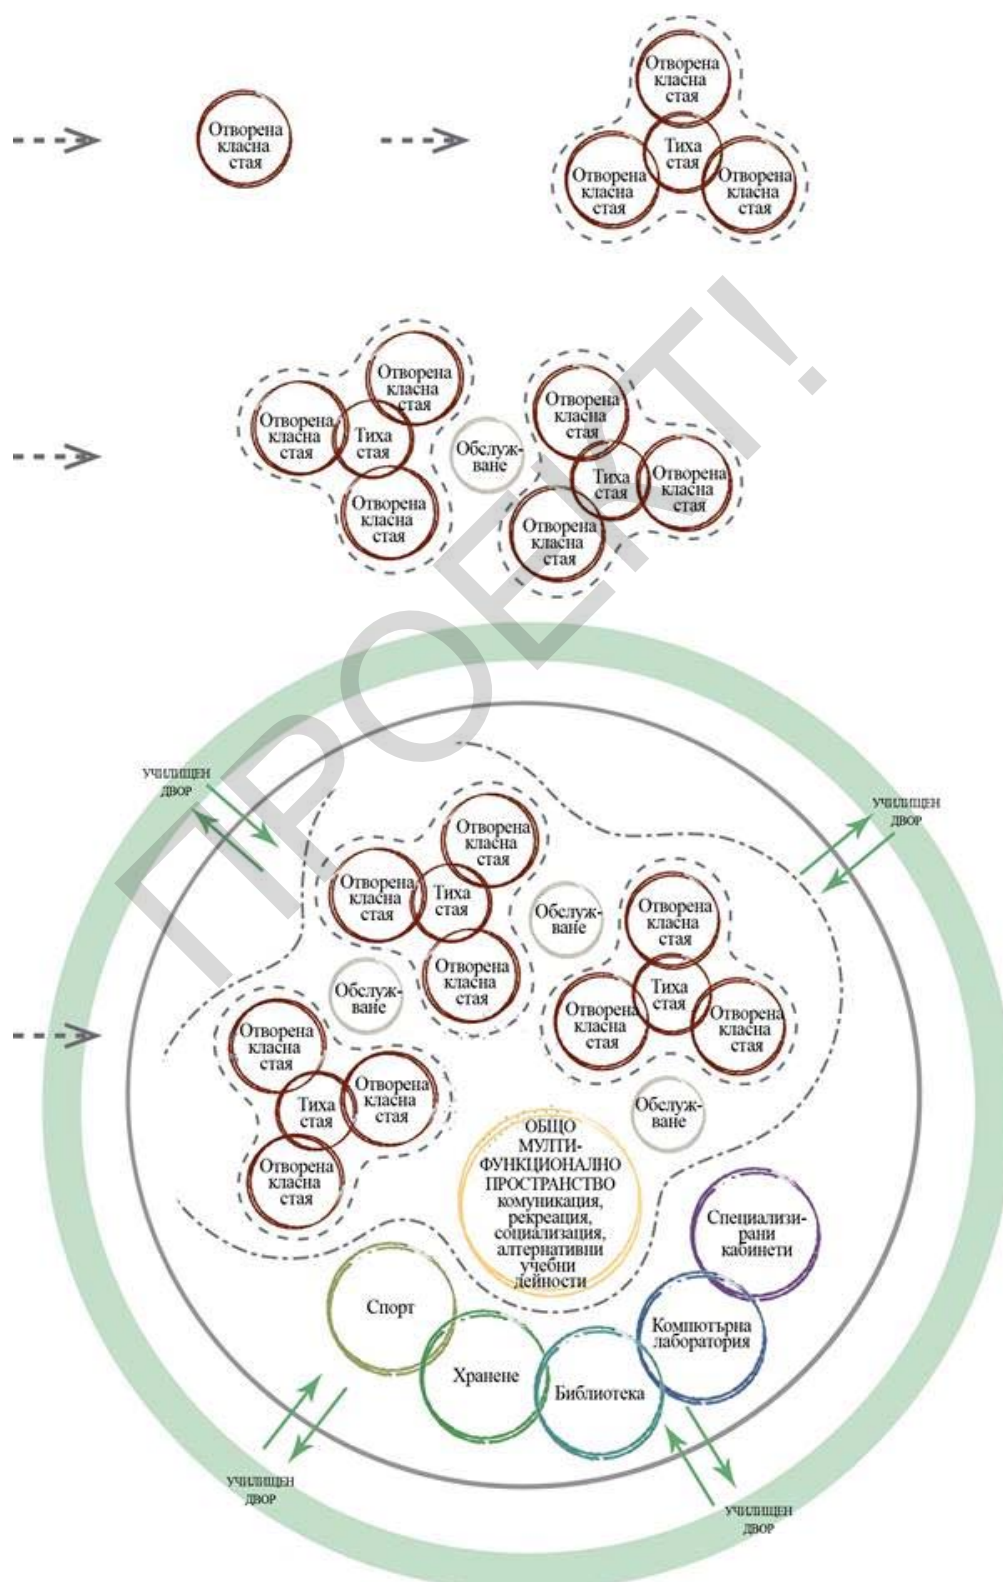 Отворена
класна
стая
Отворена
класна
стая
Тиха
стая
Отворена
класна
стая
Отворена
класна
стая
Отворена
класна
стая
Отворена
класна
стая
Тиха
стая
Отворена
класна
стая
Обслуж-
ване
Отворена
класна
стая
Тиха
стая
Отворена
класна
стая
Отворена
класна
стая
ПРОЕКТ!
УЧИЛИЩЕН
ДВОР
УЧИЛИЩЕН
ДВОР
Отворена
класна
стая
Отворена
класна
стая
Тиха
стая
Отворена
класна
стая
Обслуж-
ване
Отворена
класна
стая
Тиха
стая
Отворена
класна
стая
Отворена
класна
стая
Обслуж-
ване
Отворена
класна
стая
Тиха
стая
Отворена
класна
стая
Отворена
класна
стая
Обслуж-
ване
ОБЩО
МУЛТИ-
ФУНКЦИОНАЛНО
ПРОСТРАНСТВО
комуникация,
рекреация,
социализация,
алтернативни
учебни
дейности
Специализи-
рани
кабинети
Спорт
Компютърна
лаборатория
Хранене
Библиотека
УЧИЛИЩЕН
ДВОР
УЧИЛИЩЕН
ДВОР